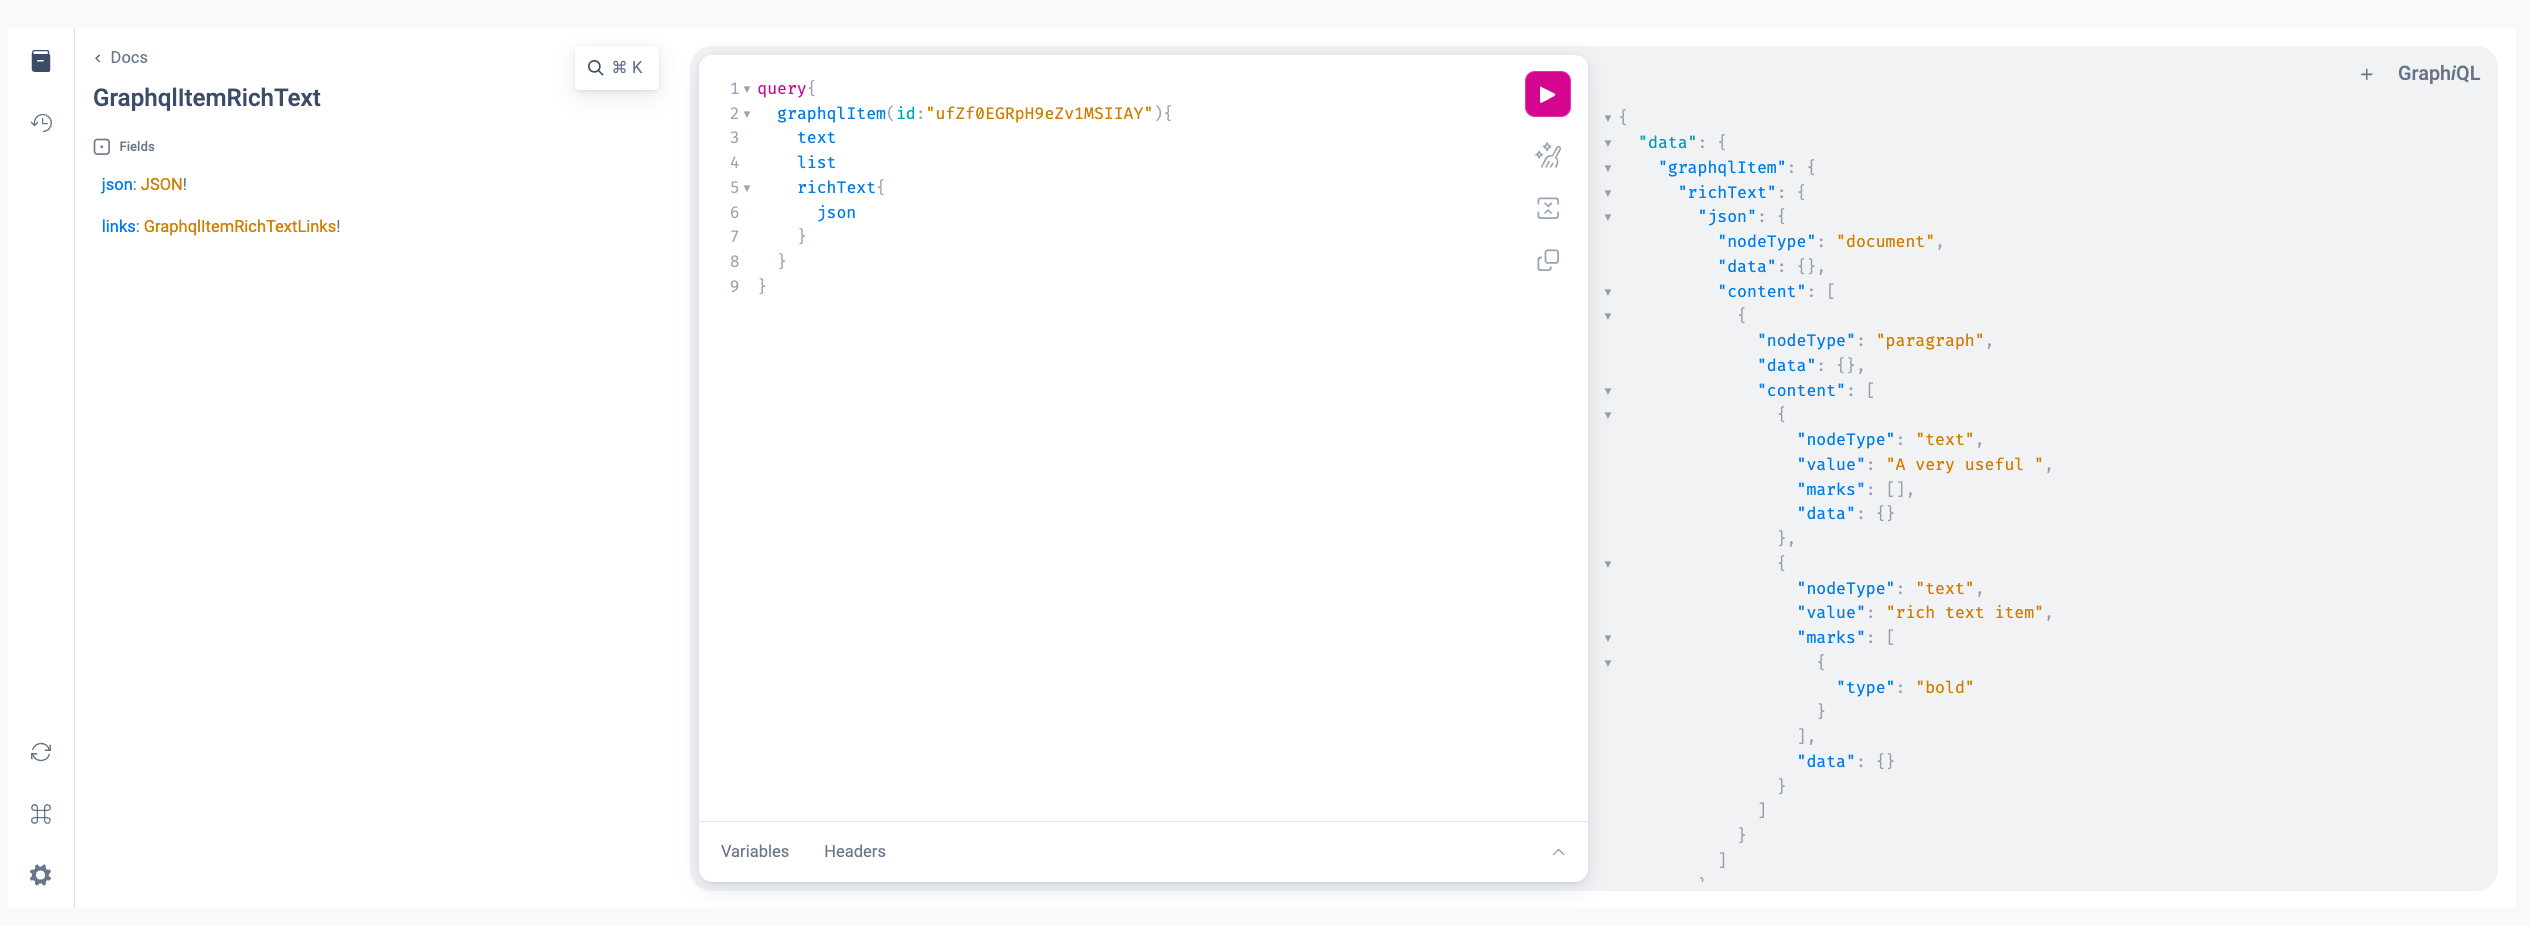 Docs
GraphqlItemRichText
Fields
json: JSON!
links: GraphqlItemRichTextLinks!
⌘ K
1 query{
2 graphqlItem(id:"ufZf0EGRpH9eZv1MSIIAY"){
3 text
4 list
5 richText{
6 json
7 }
8 }
9 }
Variables Headers
+ GraphiQL
{
"data": {
"graphqlItem": {
"richText": {
"json": {
"nodeType": "document",
"data": {},
"content": [
{
"nodeType": "paragraph",
"data": {},
"content": [
{
"nodeType": "text",
"value": "A very useful ",
"marks": [],
"data": {}
},
{
"nodeType": "text",
"value": "rich text item",
"marks": [
{
"type": "bold"
}
],
"data": {}
}
]
}
]